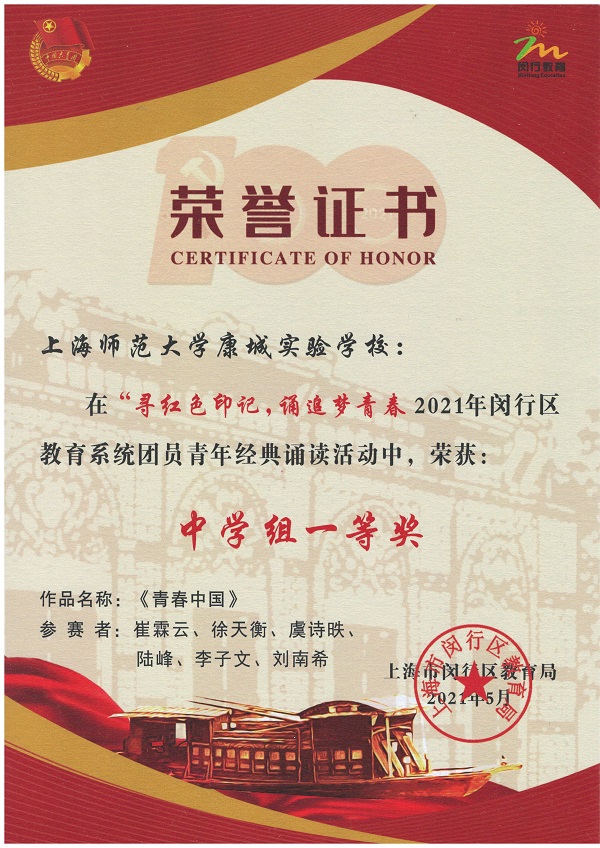 中国共青团
闵行教育
Minhang Education
100
荣誉证书
CERTIFICATE OF HONOR
上海师范大学康城实验学校：
在“寻红色印记，诵追梦青春 2021年闵行区
教育系统团员青年经典诵读活动中，荣获：
中学组一等奖
作品名称：《青春中国》
参 赛 者：崔霖云、徐天衡、虞诗昳、
陆峰、李子文、刘南希
上海市闵行区教育局
2021年5月
上海市闵行区教育局